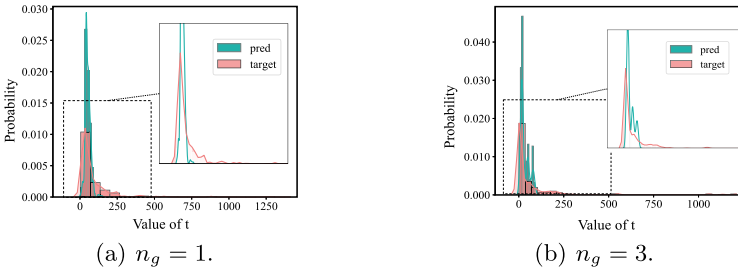 0.030
0.025
0.020
0.015
0.010
0.005
0.000
Probability
pred
target
0 250 500 750 1000 1250
Value of t
(a) n_g = 1.
0.040
0.030
0.020
0.010
0.000
Probability
pred
target
0 250 500 750 1000
Value of t
(b) n_g = 3.